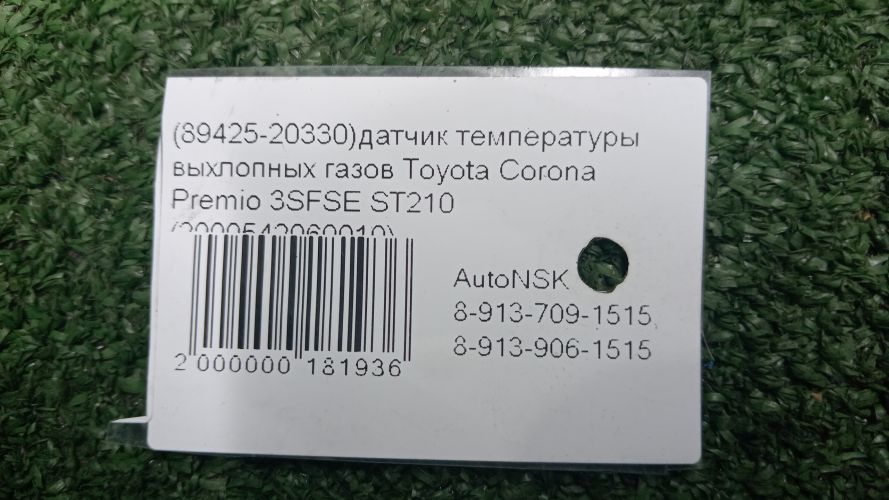 (89425-20330)датчик температуры
выхлопных газов Toyota Corona
Premio 3SFSE ST210
AutoNSK
8-913-709-1515
8-913-906-1515
2 000000 181936